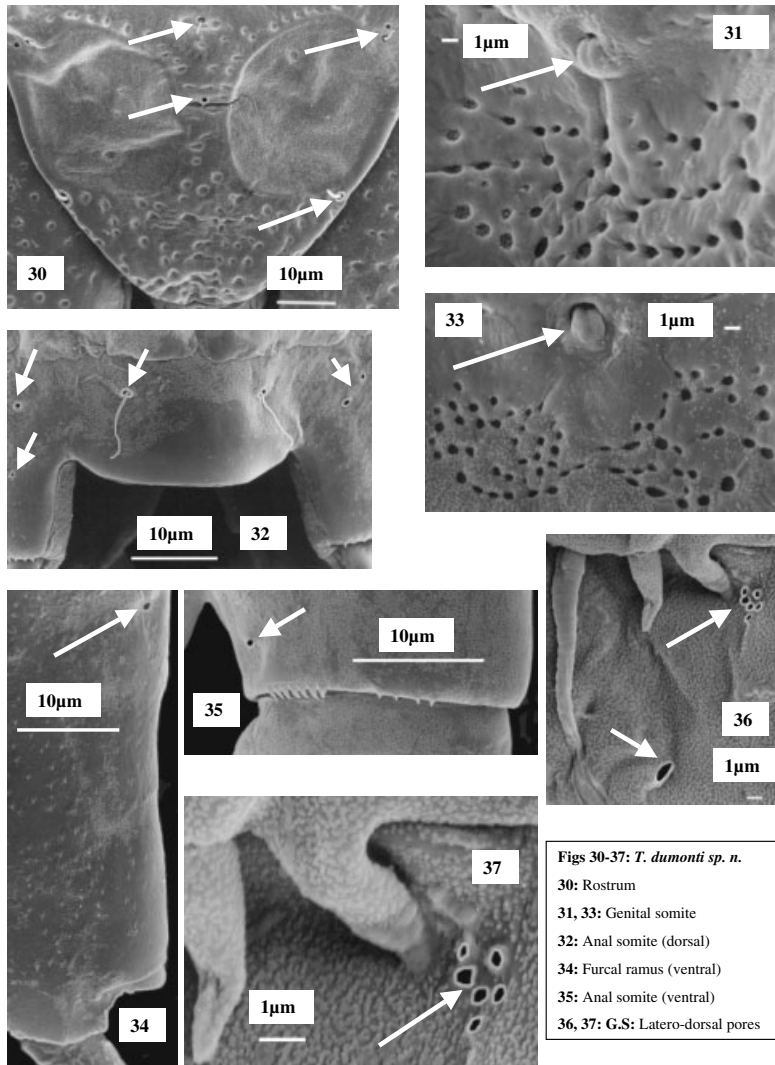 30
10µm
1µm
31
33
1µm
10µm
32
10µm
34
10µm
35
36
1µm
37
1µm
Figs 30-37: T. dumonti sp. n.
30: Rostrum
31, 33: Genital somite
32: Anal somite (dorsal)
34: Furcal ramus (ventral)
35: Anal somite (ventral)
36, 37: G.S: Latero-dorsal pores